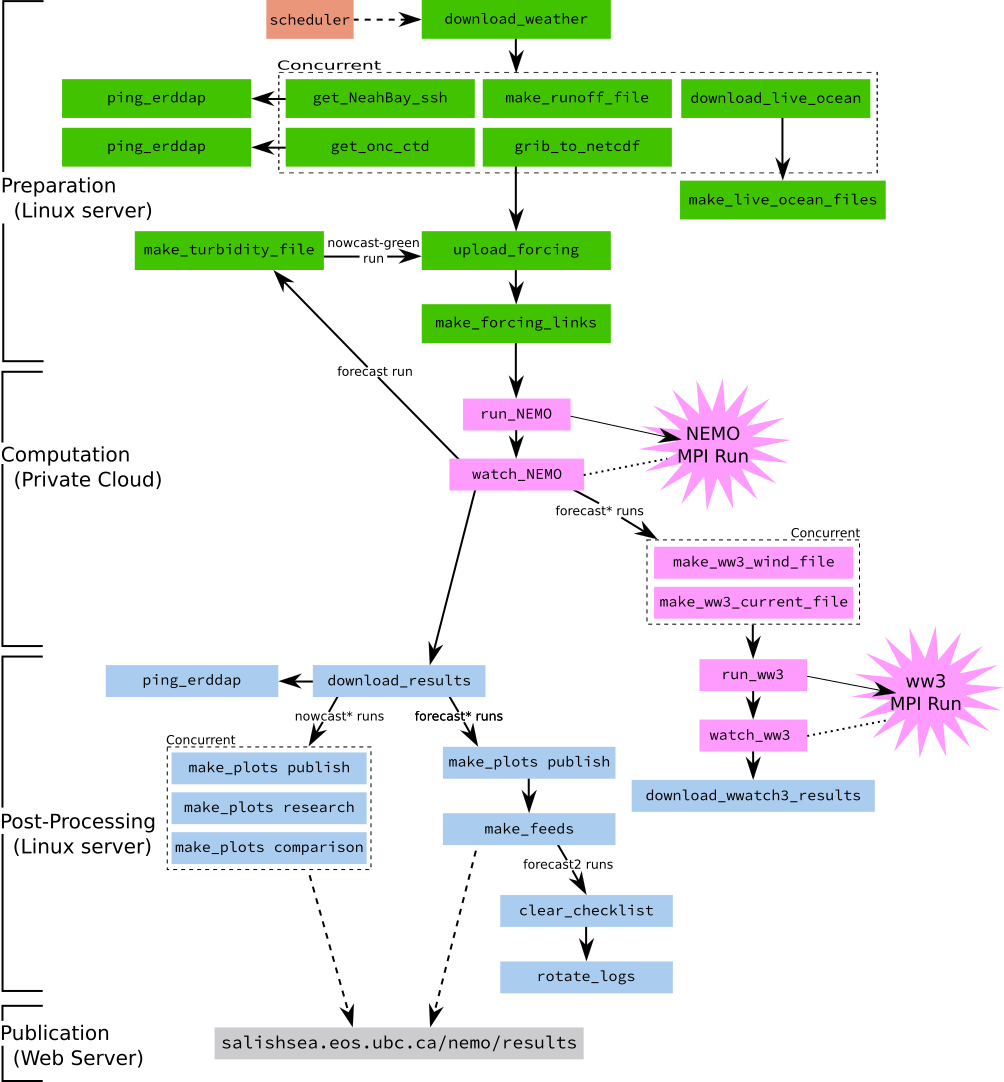 scheduler
download_weather
Concurrent
ping_erddap
get_NeahBay_ssh
make_runoff_file
download_live_ocean
ping_erddap
get_onc_ctd
grib_to_netcdf
Preparation
(Linux server)
make_live_ocean_files
make_turbidity_file
nowcast-green
run
upload_forcing
make_forcing_links
forecast run
run_NEMO
NEMO
MPI Run
Computation
(Private Cloud)
watch_NEMO
forecast* runs
Concurrent
make_ww3_wind_file
make_ww3_current_file
ping_erddap
download_results
run_ww3
ww3
MPI Run
nowcast* runs
forecast* runs
watch_ww3
Concurrent
make_plots publish
make_plots research
make_plots comparison
make_plots publish
download_wwatch3_results
Post-Processing
(Linux server)
make_feeds
forecast2 runs
clear_checklist
rotate_logs
Publication
(Web Server)
salishsea.eos.ubc.ca/nemo/results